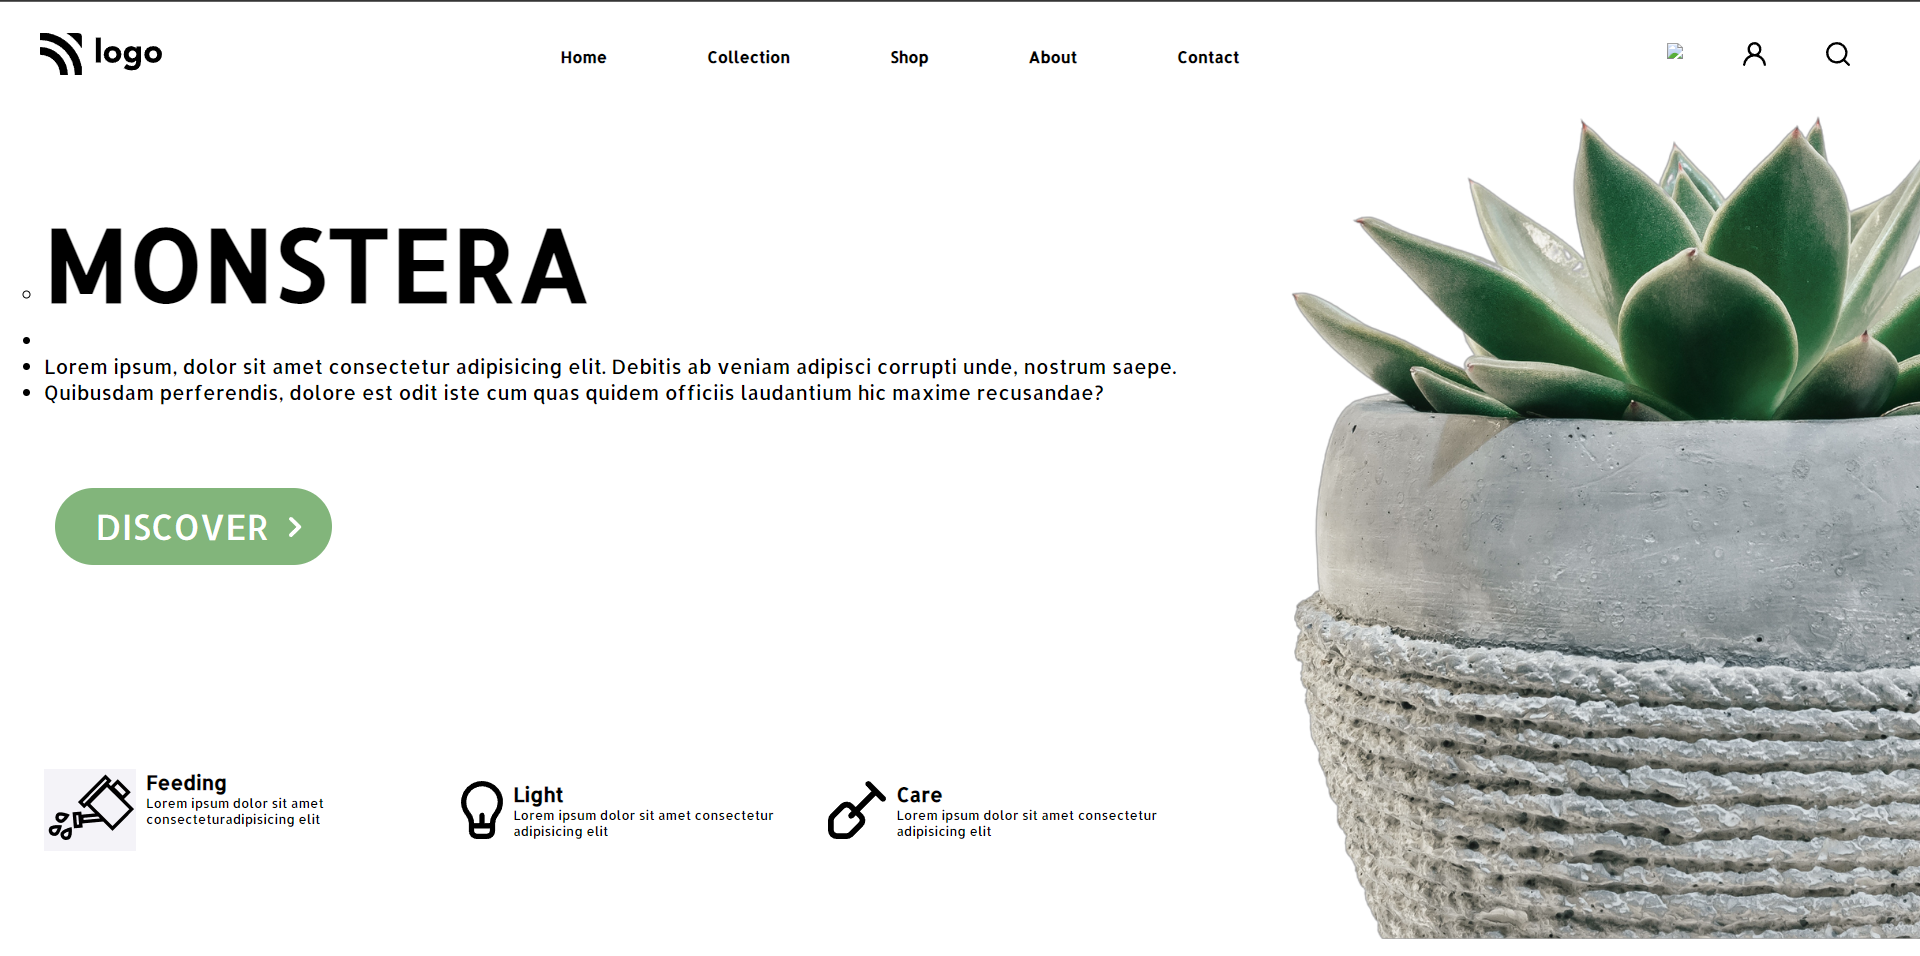 logo
Home
Collection
Shop
About
Contact
MONSTERA
Lorem ipsum, dolor sit amet consectetur adipisicing elit. Debitis ab veniam adipisci corrupti unde, nostrum saepe.
Quibusdam perferendis, dolore est odit iste cum quas quidem officiis laudantium hic maxime recusandae?
DISCOVER
Feeding
Lorem ipsum dolor sit amet
consecteturadipisicing elit
Light
Lorem ipsum dolor sit amet consectetur
adipisicing elit
Care
Lorem ipsum dolor sit amet consectetur
adipisicing elit